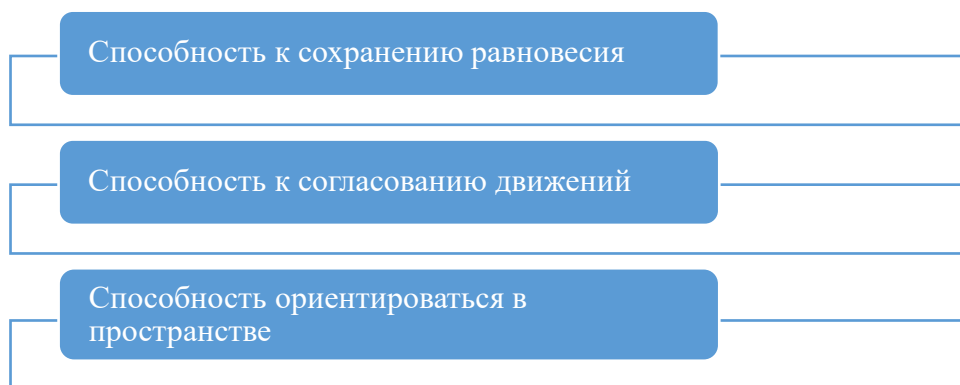 Способность к сохранению равновесия
Способность к согласованию движений
Способность ориентироваться в
пространстве